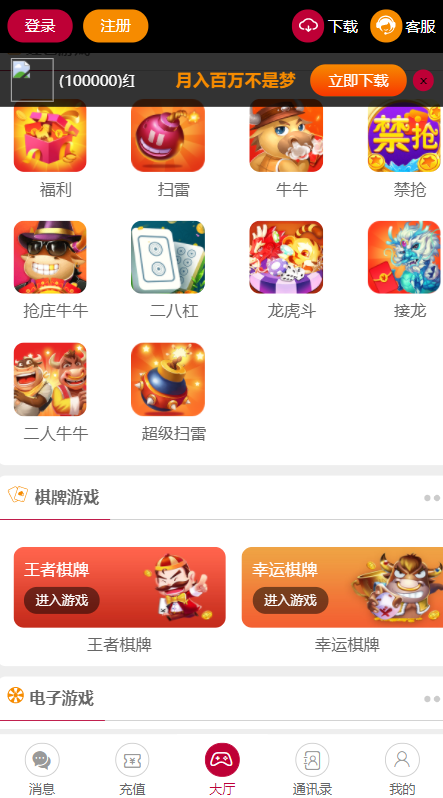 登录 注册 下载 客服
(100000)红 月入百万不是梦 立即下载 ×
禁抢
福利 扫雷 牛牛 禁抢
抢庄牛牛 二八杠 龙虎斗 接龙
二人牛牛 超级扫雷
棋牌游戏
王者棋牌 幸运棋牌
进入游戏 进入游戏
王者棋牌 幸运棋牌
电子游戏
消息 充值 大厅 通讯录 我的